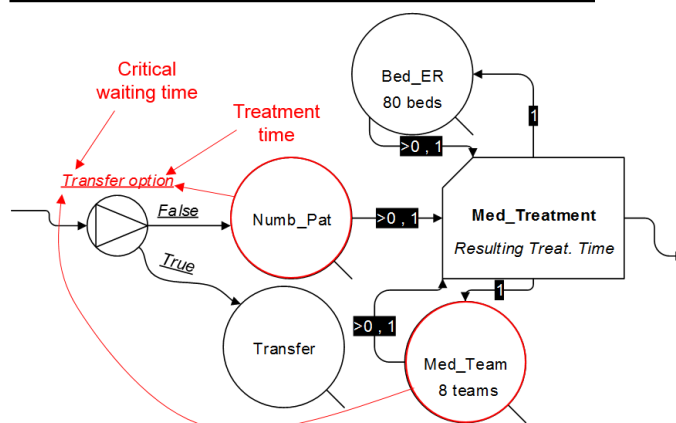 Critical
waiting time
Treatment
time
Transfer option
False
True
Numb_Pat
Transfer
Bed_ER
80 beds
>0 , 1
1
>0 , 1
Med_Treatment
Resulting Treat. Time
1
>0 , 1
Med_Team
8 teams